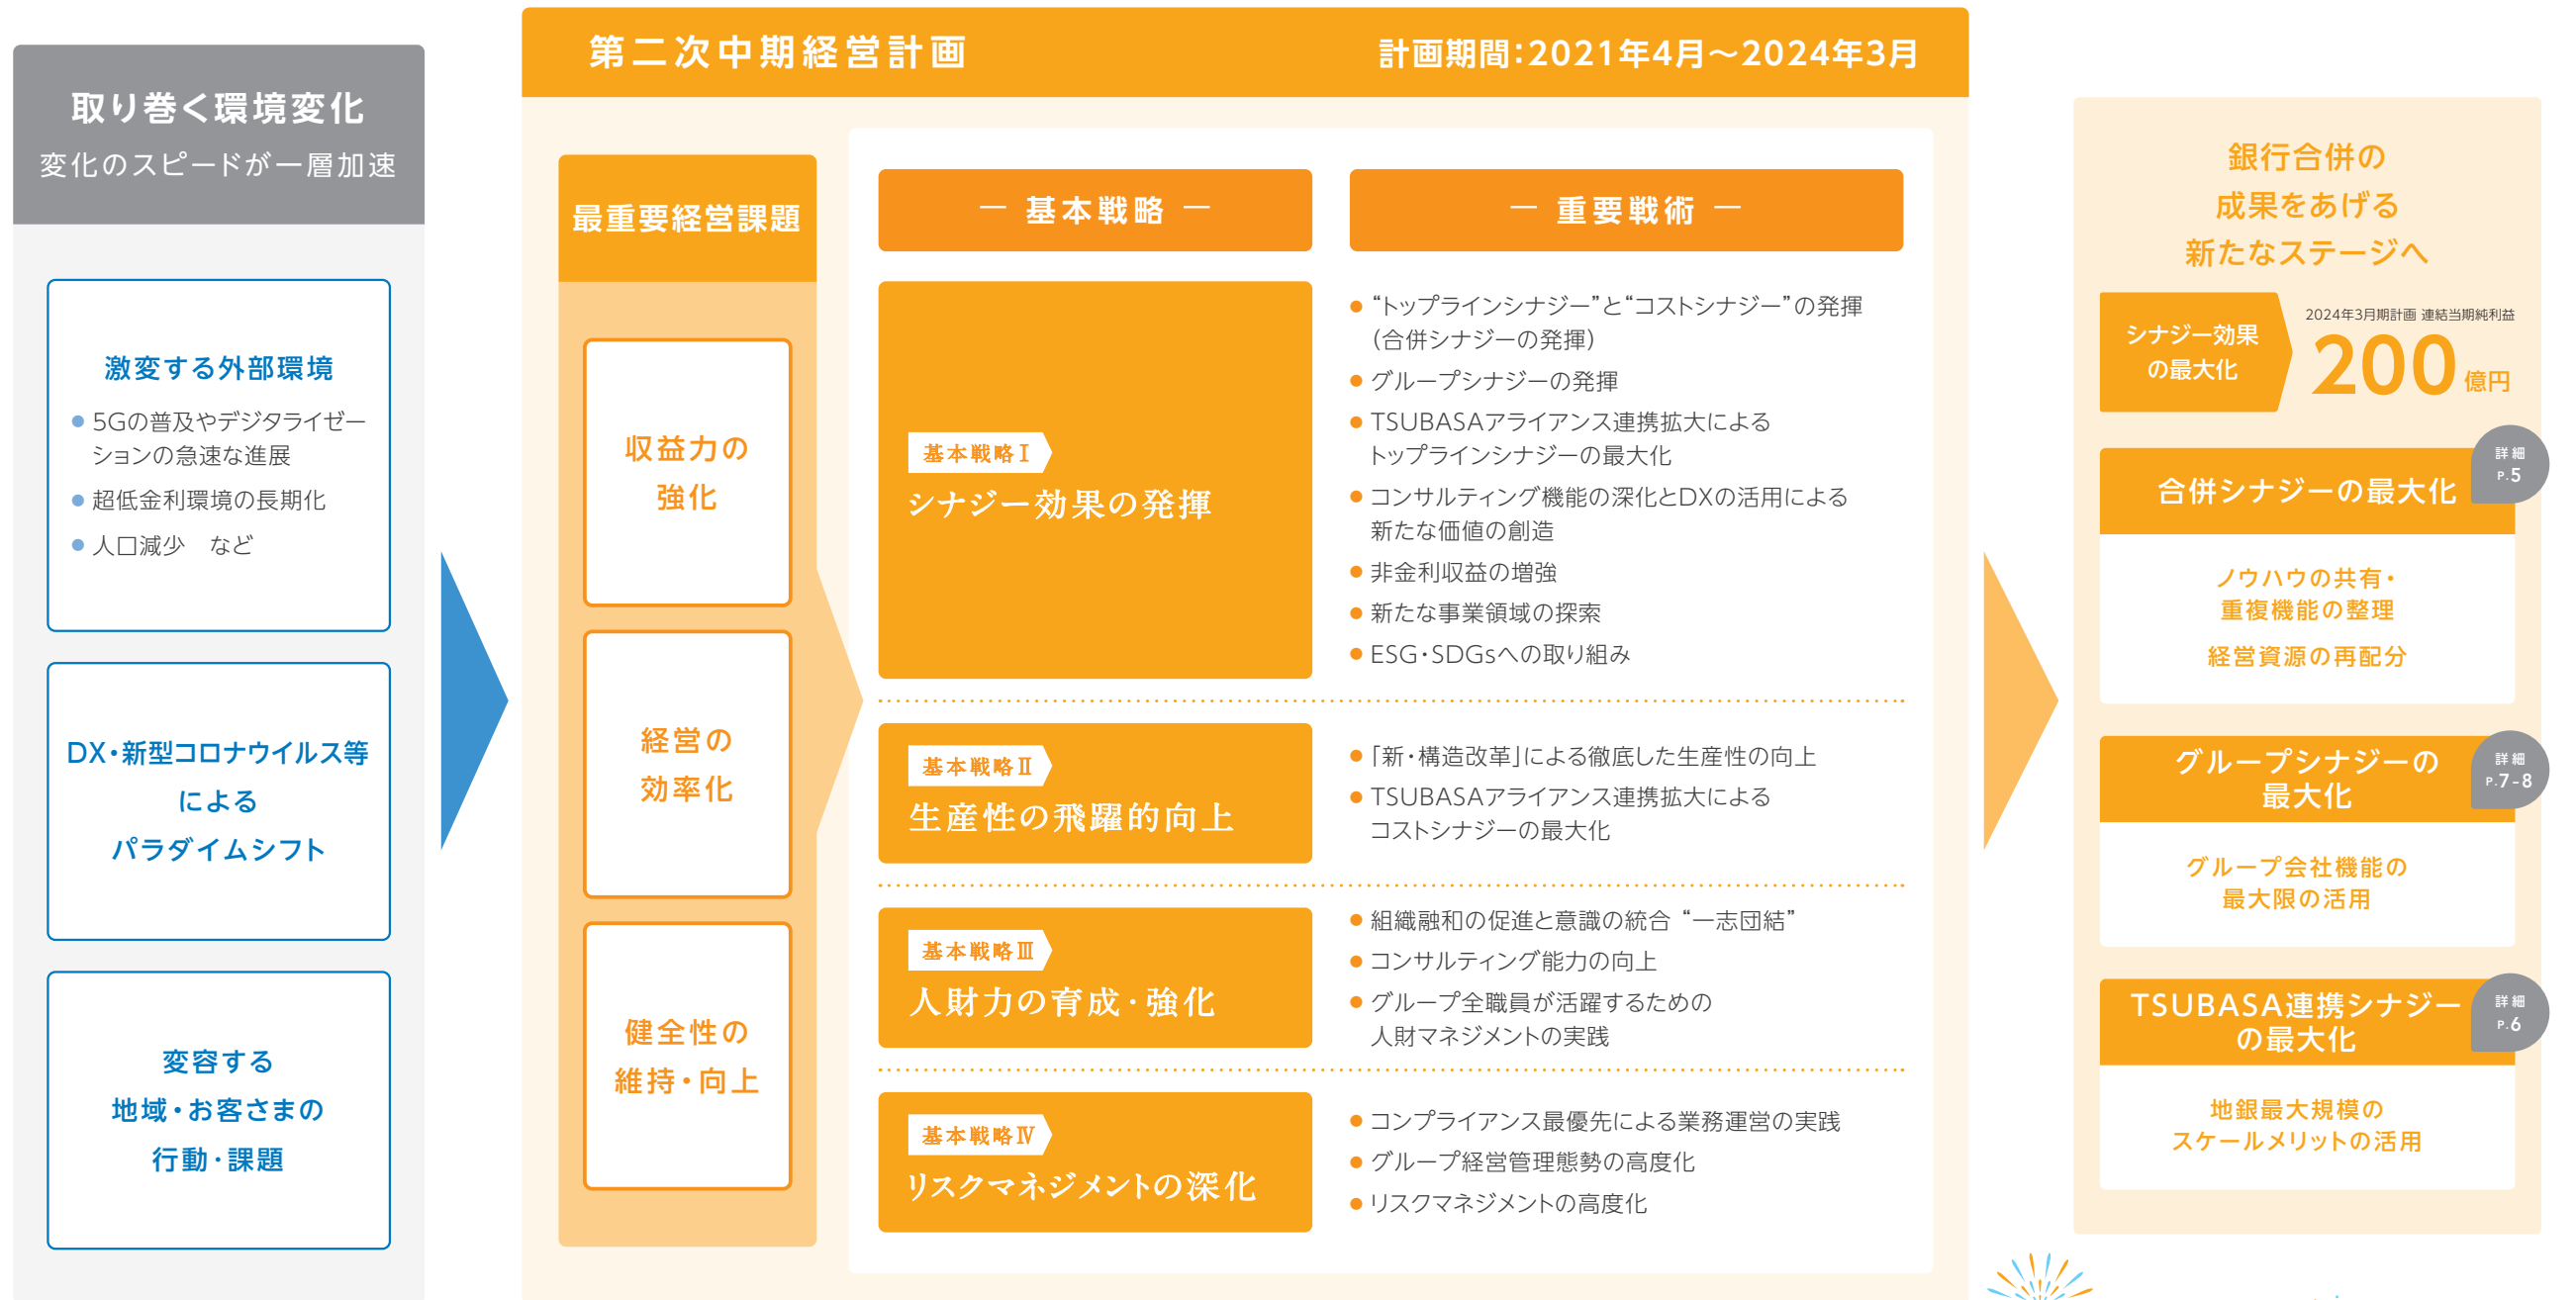 取り巻く環境変化
変化のスピードが一層加速
激変する外部環境
● 5Gの普及やデジタライゼー
ションの急速な進展
● 超低金利環境の長期化
● 人口減少　など
DX・新型コロナウイルス等
による
パラダイムシフト
変容する
地域・お客さまの
行動・課題
第二次中期経営計画
計画期間：2021年4月～2024年3月
最重要経営課題
収益力の
強化
経営の
効率化
健全性の
維持・向上
― 基本戦略 ―
― 重要戦術 ―
基本戦略Ⅰ
シナジー効果の発揮
● “トップラインシナジー”と“コストシナジー”の発揮
（合併シナジーの発揮）
● グループシナジーの発揮
● TSUBASAアライアンス連携拡大による
トップラインシナジーの最大化
● コンサルティング機能の深化とDXの活用による
新たな価値の創造
● 非金利収益の増強
● 新たな事業領域の探索
● ESG・SDGsへの取り組み
基本戦略Ⅱ
生産性の飛躍的向上
● 「新・構造改革」による徹底した生産性の向上
● TSUBASAアライアンス連携拡大による
コストシナジーの最大化
基本戦略Ⅲ
人財力の育成・強化
● 組織融和の促進と意識の統合 “一志団結”
● コンサルティング能力の向上
● グループ全職員が活躍するための
人財マネジメントの実践
基本戦略Ⅳ
リスクマネジメントの深化
● コンプライアンス最優先による業務運営の実践
● グループ経営管理態勢の高度化
● リスクマネジメントの高度化
銀行合併の
成果をあげる
新たなステージへ
シナジー効果
の最大化
2024年3月期計画 連結当期純利益
200億円
合併シナジーの最大化
詳細
P.5
ノウハウの共有・
重複機能の整理
経営資源の再配分
グループシナジーの
最大化
詳細
P.7-8
グループ会社機能の
最大限の活用
TSUBASA連携シナジー
の最大化
詳細
P.6
地銀最大規模の
スケールメリットの活用